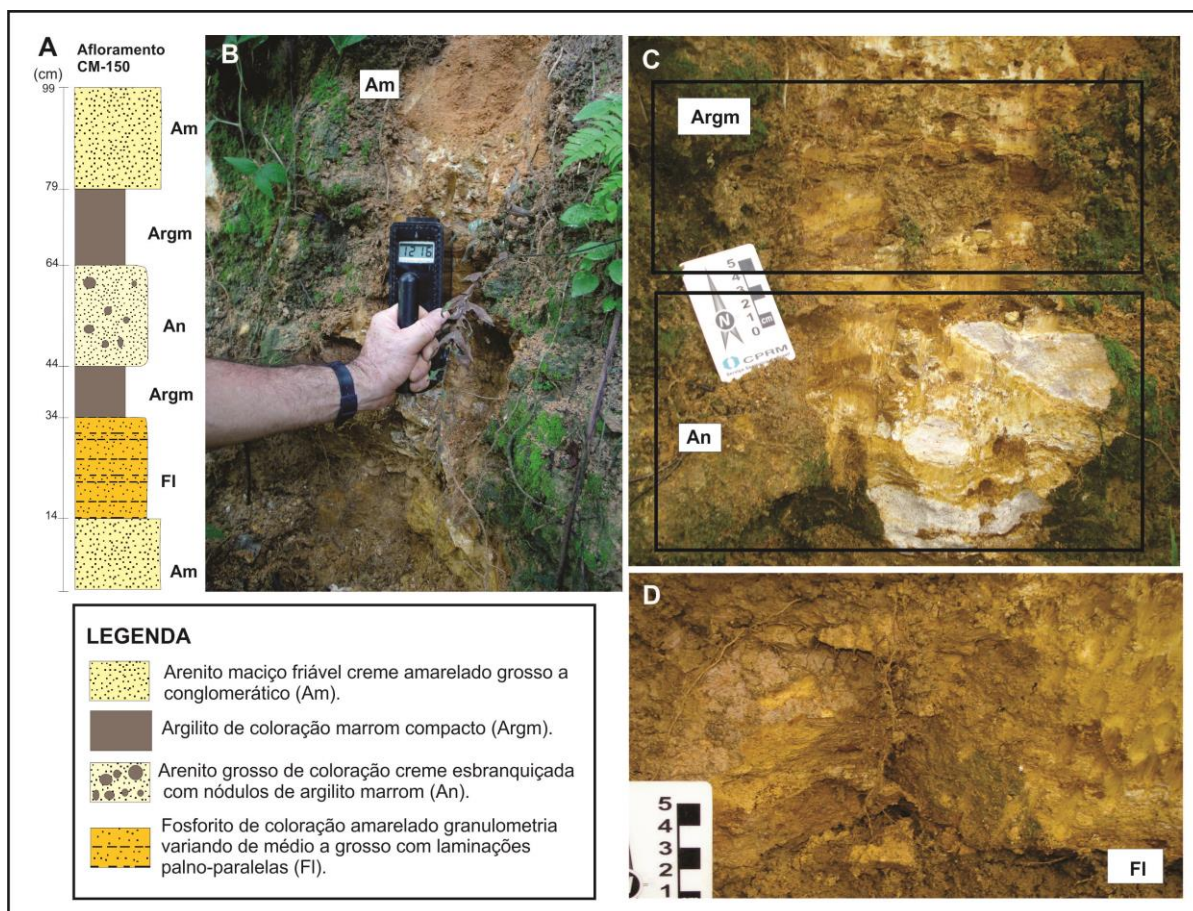 A
Afloramento
CM-150
(cm)
99
Am
79
Argm
64
An
44
Argm
34
Fl
14
Am
B
Am
1216
C
Argm
5
4
3
2
1
0
cm
N
CPRM
An
D
5
4
3
2
1
Fl
LEGENDA
Arenito maciço friável creme amarelado grosso a
conglomerático (Am).
Argilito de coloração marrom compacto (Argm).
Arenito grosso de coloração creme esbranquiçada
com nódulos de argilito marrom (An).
Fosforito de coloração amarelado granulometria
variando de médio a grosso com laminações
palno-paralelas (Fl).